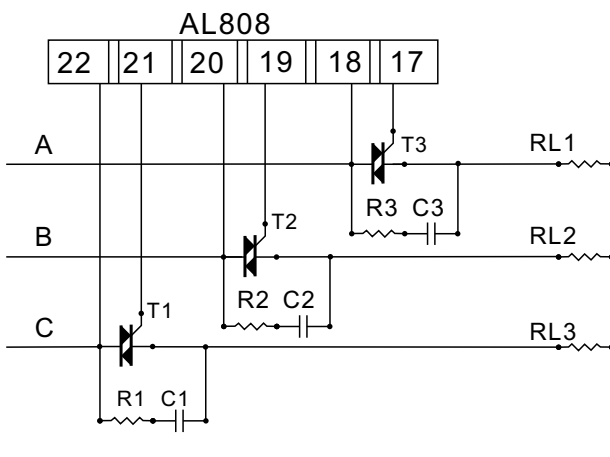 AL808
22 21 20 19 18 17
A T3 RL1
R3 C3
B T2 RL2
R2 C2
C T1 RL3
R1 C1